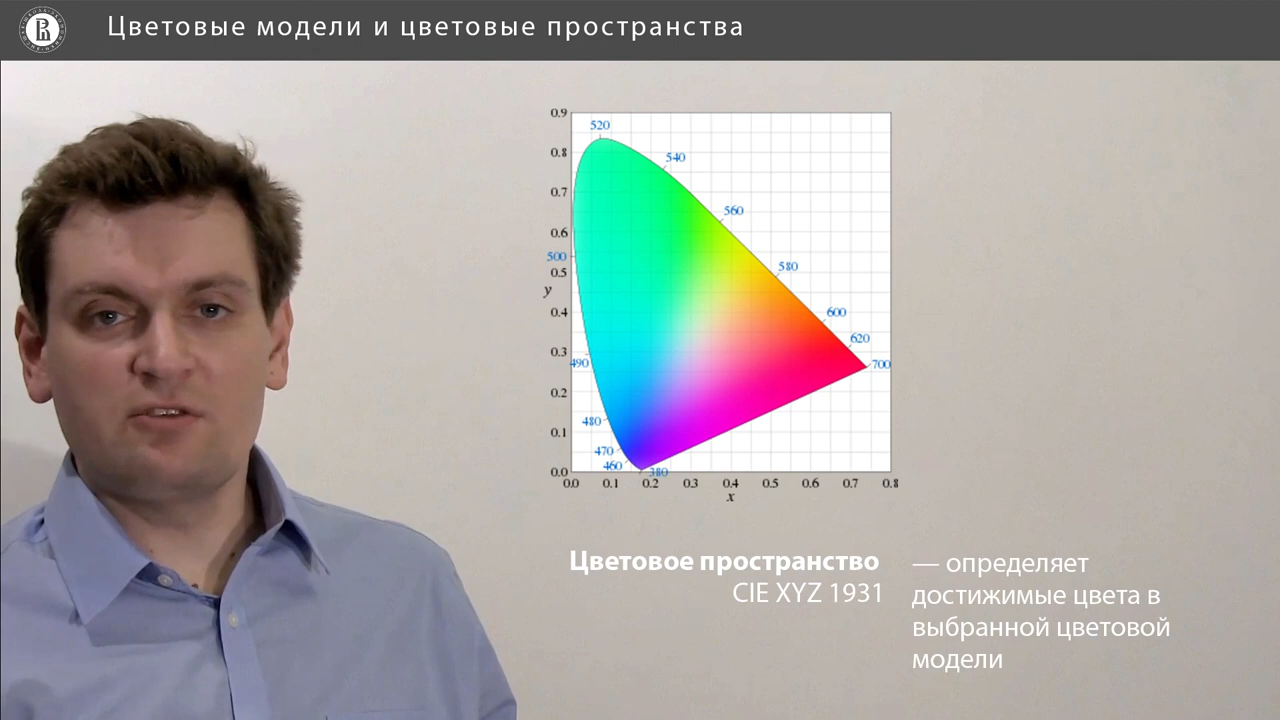 Цветовые модели и цветовые пространства
0.9
520
0.8
540
0.7
560
0.6
500
0.5
580
y
0.4
600
620
0.3
490
700
0.2
480
0.1
470
460
0.0
380
0.0 0.1 0.2 0.3 0.4 0.5 0.6 0.7 0.8
x
Цветовое пространство
CIE XYZ 1931
— определяет
достижимые цвета в
выбранной цветовой
модели